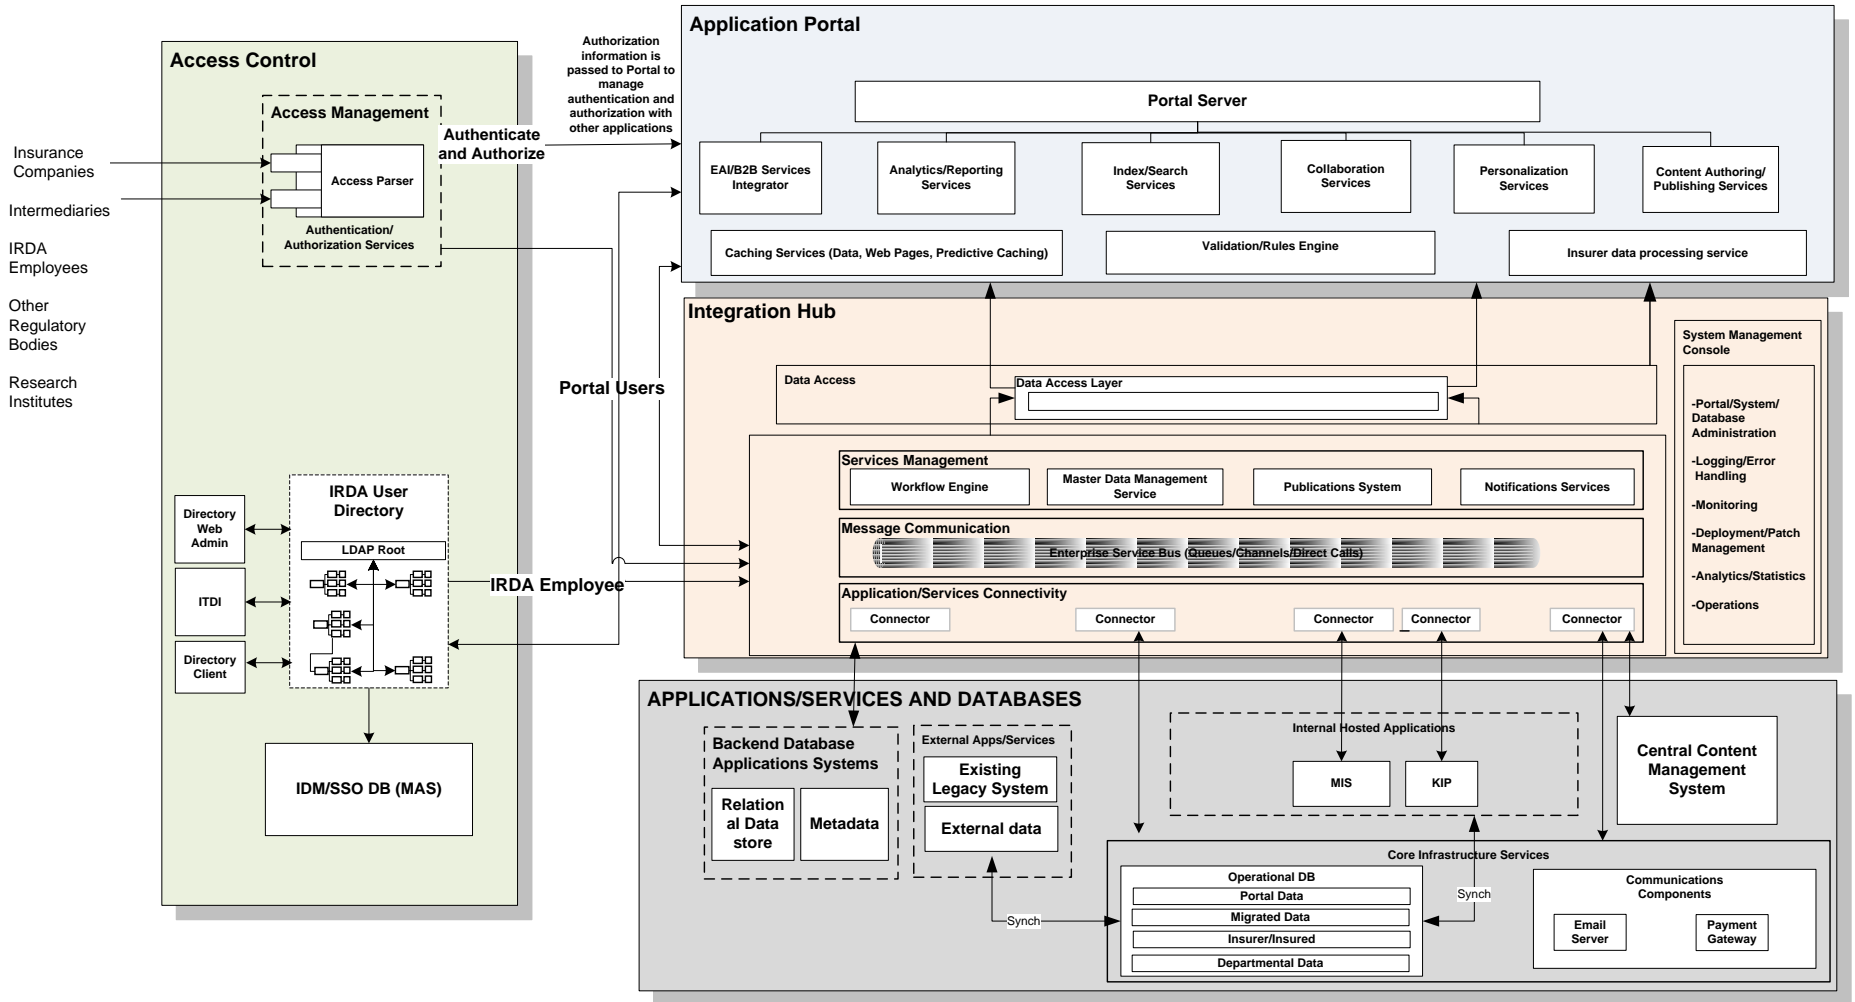 Insurance
Companies
Intermediaries
IRDA
Employees
Other
Regulatory
Bodies
Research
Institutes
Access Control
Access Management
Access Parser
Authentication/
Authorization Services
Authenticate
and Authorize
Authorization
information is
passed to Portal to
manage
authentication and
authorization with
other applications
Portal Users
IRDA Employee
Directory
Web
Admin
ITDI
Directory
Client
IRDA User
Directory
LDAP Root
IDM/SSO DB (MAS)
Application Portal
Portal Server
EAI/B2B Services
Integrator
Analytics/Reporting
Services
Index/Search
Services
Collaboration
Services
Personalization
Services
Content Authoring/
Publishing Services
Caching Services (Data, Web Pages, Predictive Caching)
Validation/Rules Engine
Insurer data processing service
Integration Hub
Data Access
Data Access Layer
Services Management
Workflow Engine
Master Data Management
Service
Publications System
Notifications Services
Message Communication
Enterprise Service Bus (Queues/Channels/Direct Calls)
Application/Services Connectivity
Connector
Connector
Connector
Connector
Connector
System Management
Console
-Portal/System/
Database
Administration
-Logging/Error
Handling
-Monitoring
-Deployment/Patch
Management
-Analytics/Statistics
-Operations
APPLICATIONS/SERVICES AND DATABASES
Backend Database
Applications Systems
Relation
al Data
store
Metadata
External Apps/Services
Existing
Legacy System
External data
Synch
Internal Hosted Applications
MIS
KIP
Synch
Central Content
Management
System
Core Infrastructure Services
Operational DB
Portal Data
Migrated Data
Insurer/Insured
Departmental Data
Communications
Components
Email
Server
Payment
Gateway